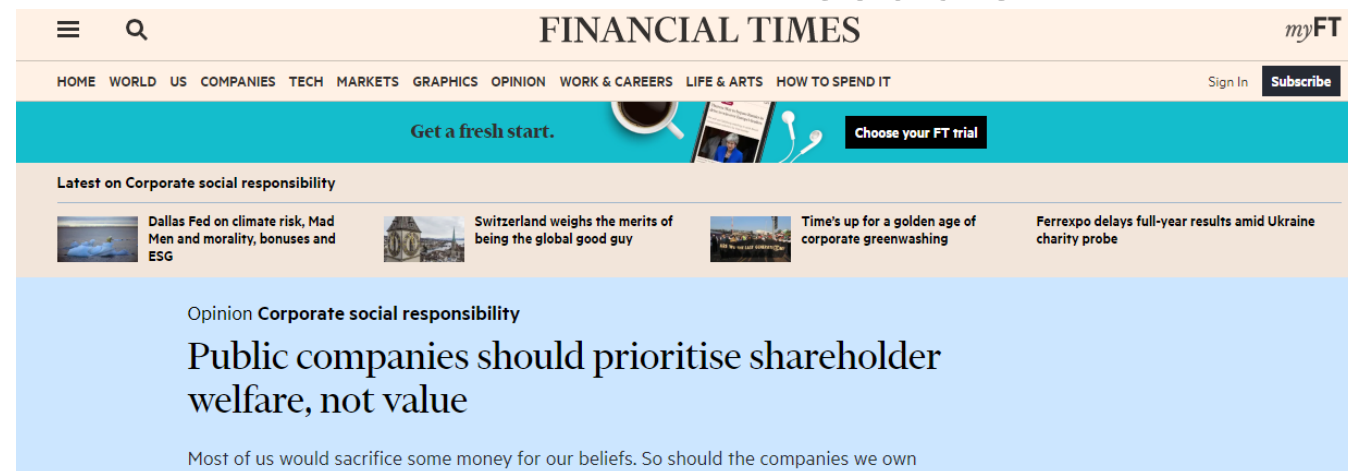 FINANCIAL TIMES
myFT
HOME WORLD US COMPANIES TECH MARKETS GRAPHICS OPINION WORK & CAREERS LIFE & ARTS HOW TO SPEND IT
Sign In Subscribe
Get a fresh start.
Choose your FT trial
Latest on Corporate social responsibility
Dallas Fed on climate risk, Mad
Men and morality, bonuses and
ESG
Switzerland weighs the merits of
being the global good guy
Time's up for a golden age of
corporate greenwashing
Ferrexpo delays full-year results amid Ukraine
charity probe
Opinion Corporate social responsibility
Public companies should prioritise shareholder
welfare, not value
Most of us would sacrifice some money for our beliefs. So should the companies we own